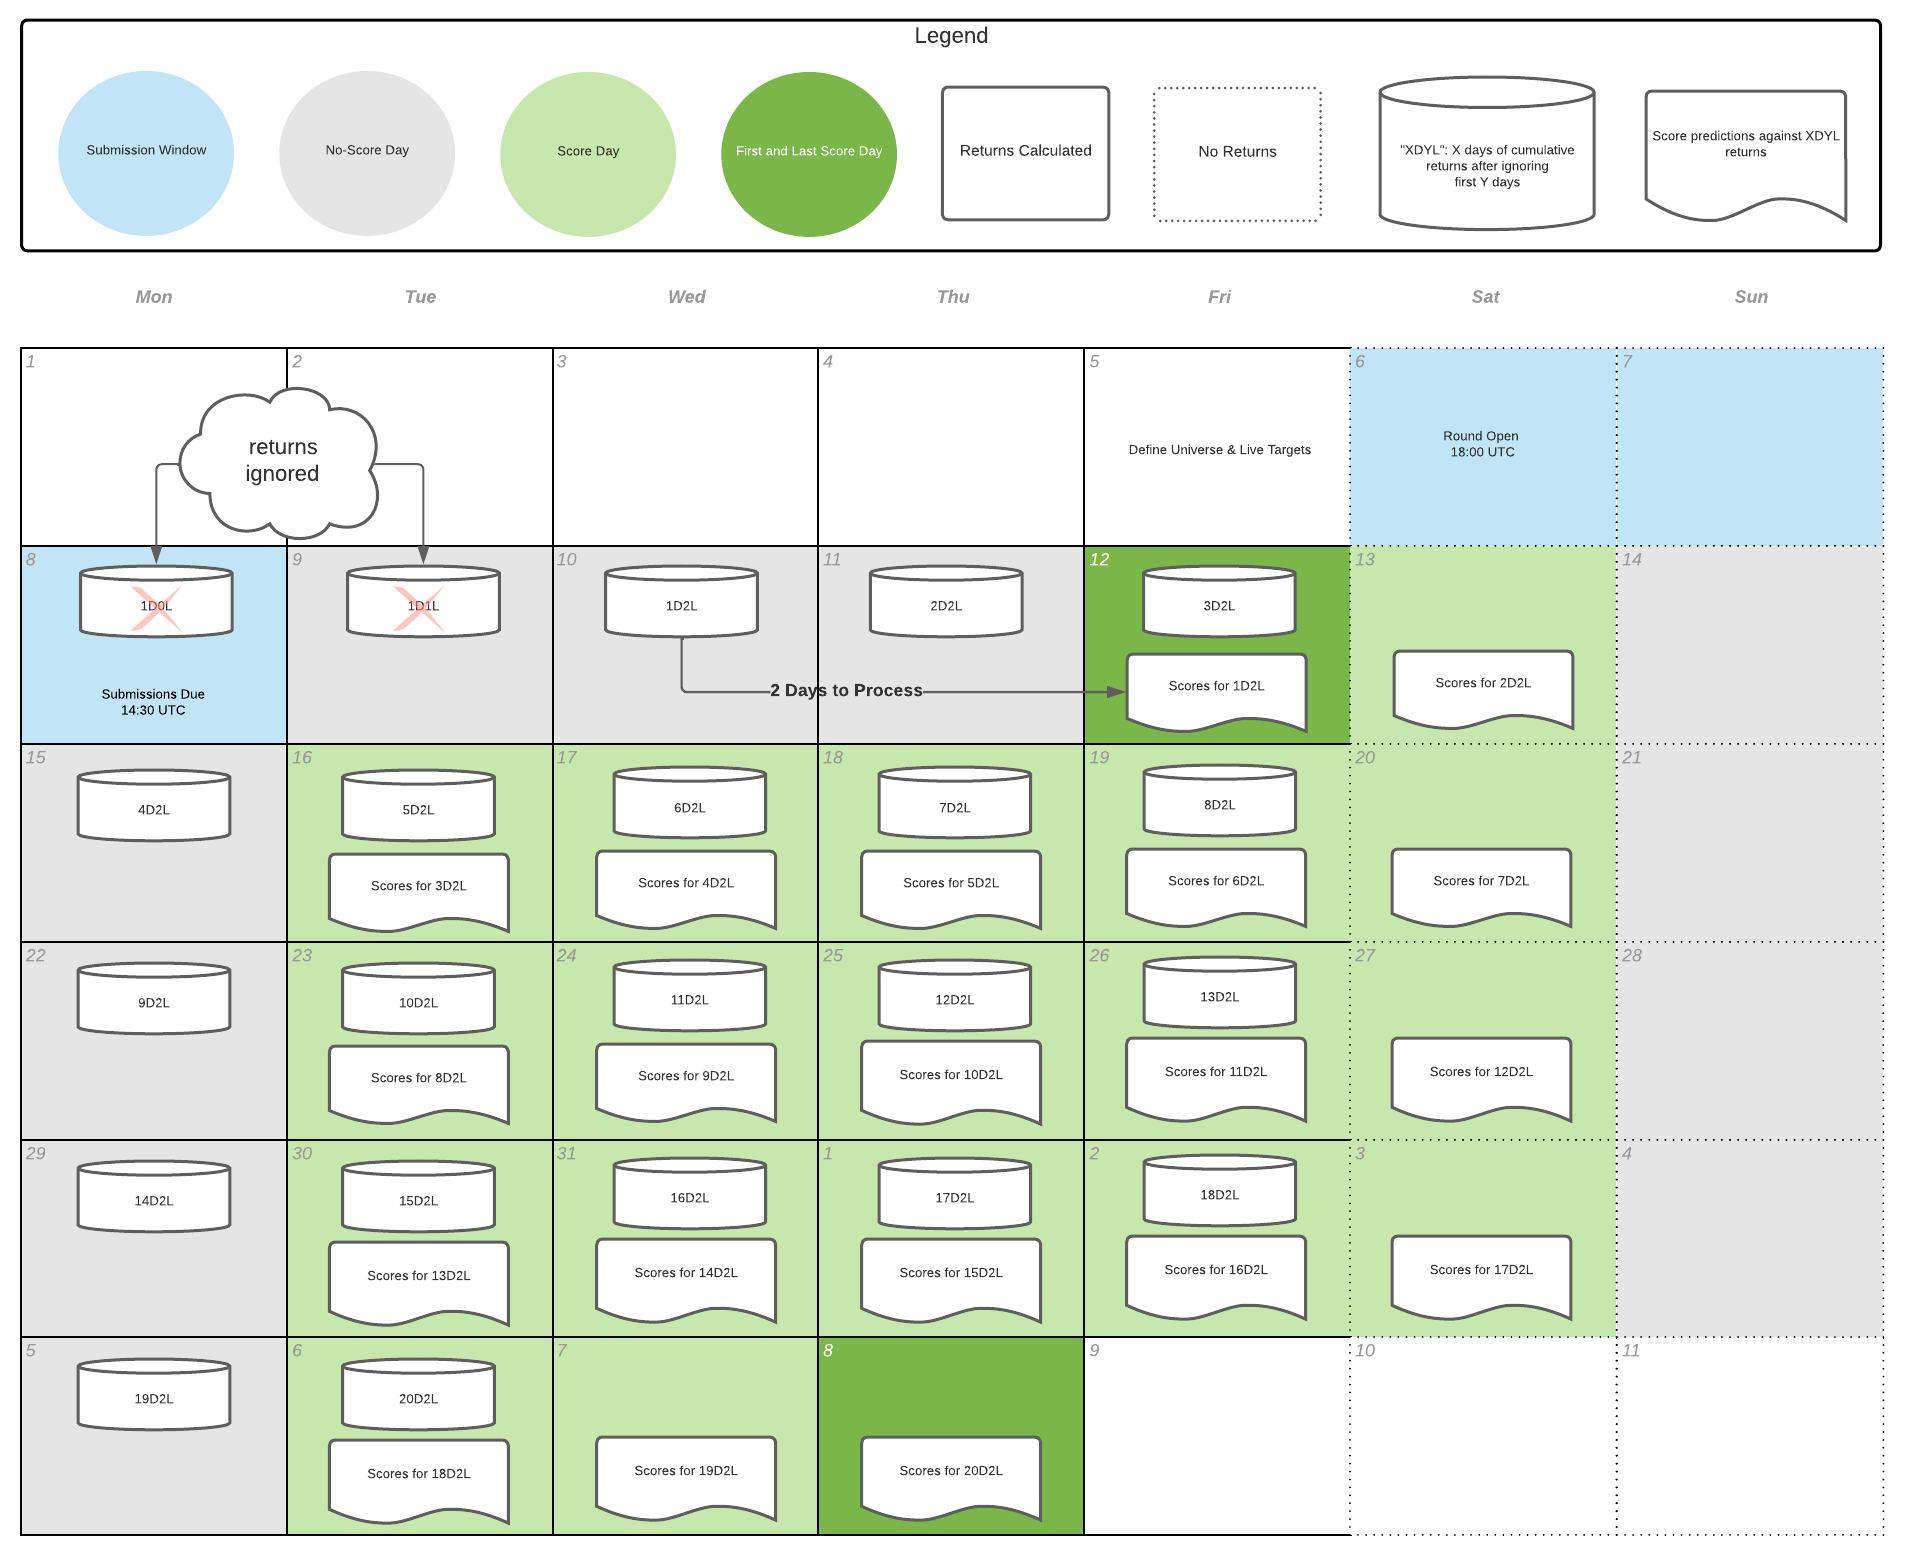 Legend
Submission Window
No-Score Day
Score Day
First and Last Score Day
Returns Calculated
No Returns
"XDYL": X days of cumulative
returns after ignoring
first Y days
Score predictions against XDYL
returns
Mon
Tue
Wed
Thu
Fri
Sat
Sun
1
2
3
4
5
6
7
returns
ignored
Define Universe & Live Targets
Round Open
18:00 UTC
8
9
10
11
12
13
14
1D0L
1D1L
1D2L
2D2L
3D2L
Submissions Due
14:30 UTC
2 Days to Process
Scores for 1D2L
Scores for 2D2L
15
16
17
18
19
20
21
4D2L
5D2L
6D2L
7D2L
8D2L
Scores for 3D2L
Scores for 4D2L
Scores for 5D2L
Scores for 6D2L
Scores for 7D2L
22
23
24
25
26
27
28
9D2L
10D2L
11D2L
12D2L
13D2L
Scores for 8D2L
Scores for 9D2L
Scores for 10D2L
Scores for 11D2L
Scores for 12D2L
29
30
31
1
2
3
4
14D2L
15D2L
16D2L
17D2L
18D2L
Scores for 13D2L
Scores for 14D2L
Scores for 15D2L
Scores for 16D2L
Scores for 17D2L
5
6
7
8
9
10
11
19D2L
20D2L
Scores for 18D2L
Scores for 19D2L
Scores for 20D2L